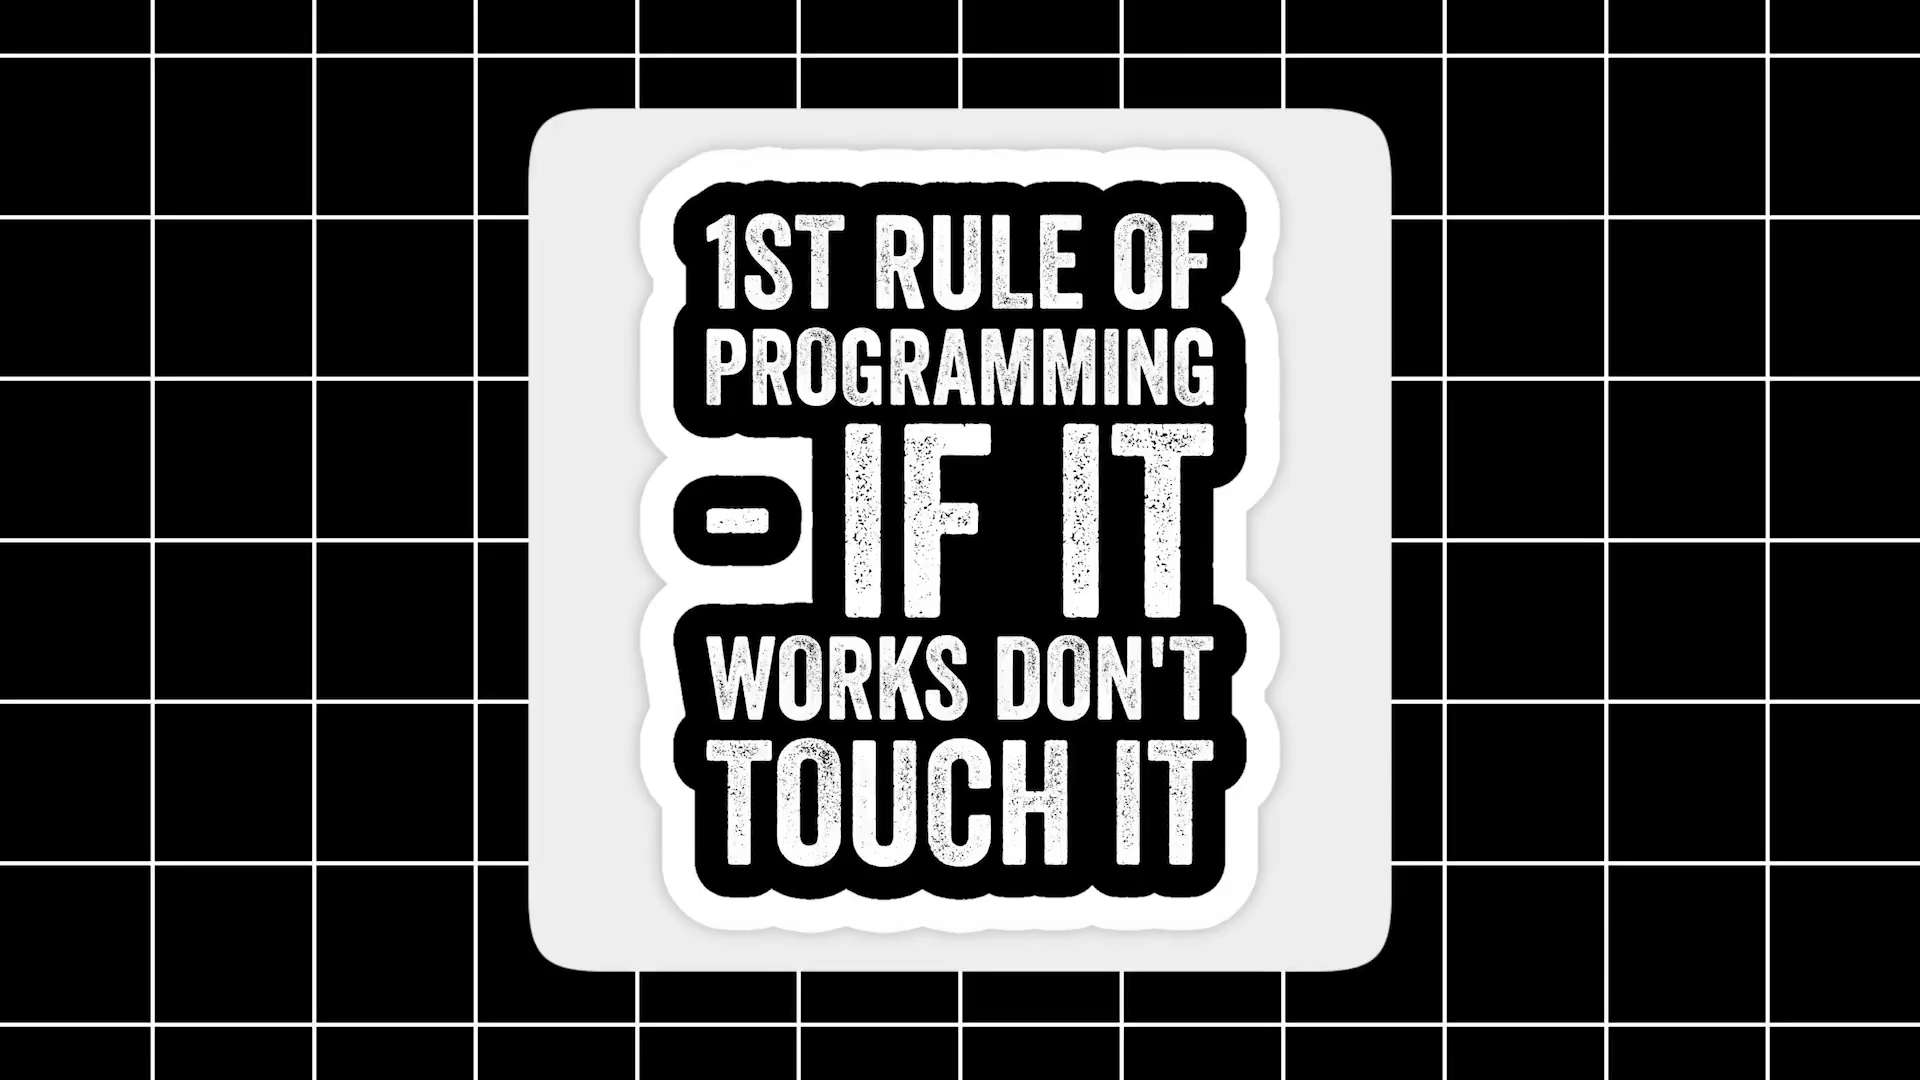 1ST RULE OF
PROGRAMMING
- IF IT
WORKS DON'T
TOUCH IT